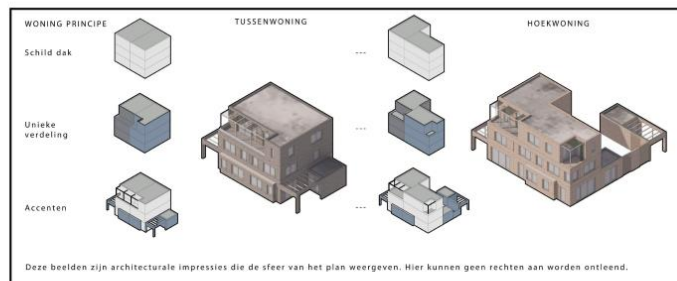 WONING PRINCIPE
TUSSENWONING
HOEKWONING
Schild dak
---
Unieke
verdeling
---
Accenten
---
Deze beelden zijn architecturale impressies die de sfeer van het plan weergeven. Hier kunnen geen rechten aan worden ontleend.